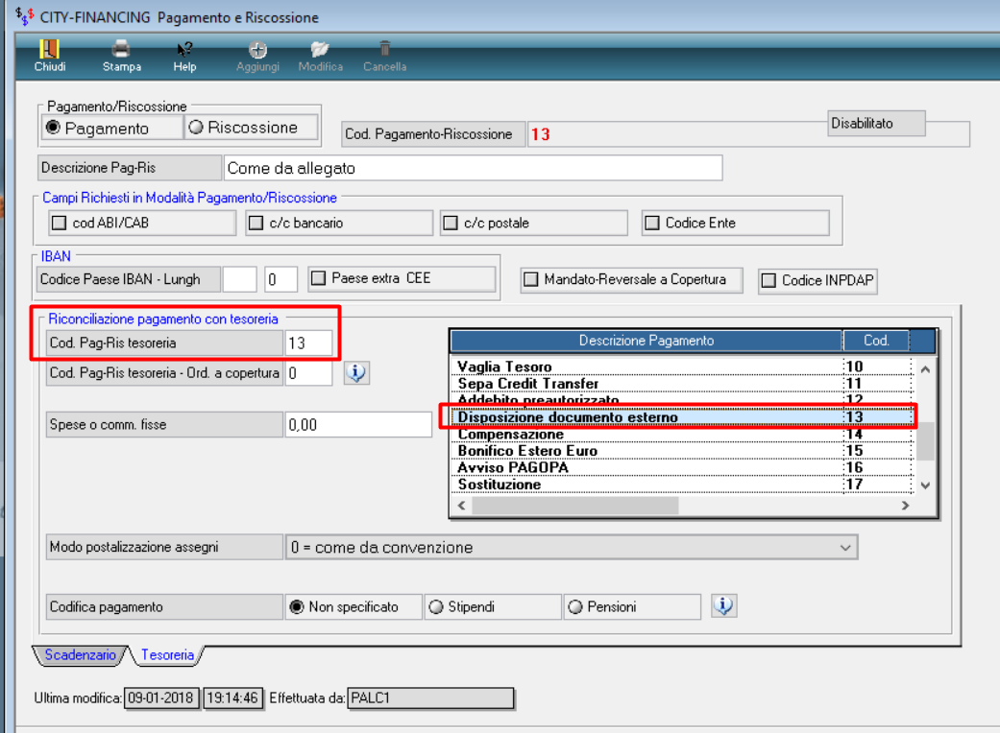 CITY-FINANCING Pagamento e Riscossione
Chiudi Stampa Help Aggiungi Modifica Cancella
Pagamento/Riscossione
Pagamento Riscossione
Cod. Pagamento-Riscossione 13
Disabilitato
Descrizione Pag-Ris Come da allegato
Campi Richiesti in Modalità Pagamento/Riscossione
cod ABI/CAB c/c bancario c/c postale Codice Ente
IBAN
Codice Paese IBAN - Lungh 0 Paese extra CEE Mandato-Reversale a Copertura Codice INPDAP
Riconciliazione pagamento con tesoreria
Cod. Pag-Ris tesoreria 13
Cod. Pag-Ris tesoreria - Ord. a copertura 0
Spese o comm. fisse 0,00
Descrizione Pagamento Cod.
Vaglia Tesoro 10
Sepa Credit Transfer 11
Addebito preautorizzato 12
Disposizione documento esterno 13
Compensazione 14
Bonifico Estero Euro 15
Avviso PAGOPA 16
Sostituzione 17
Modo postalizzazione assegni 0 = come da convenzione
Codifica pagamento Non specificato Stipendi Pensioni
Scadenzario Tesoreria
Ultima modifica: 09-01-2018 19:14:46 Effettuata da: PALC1